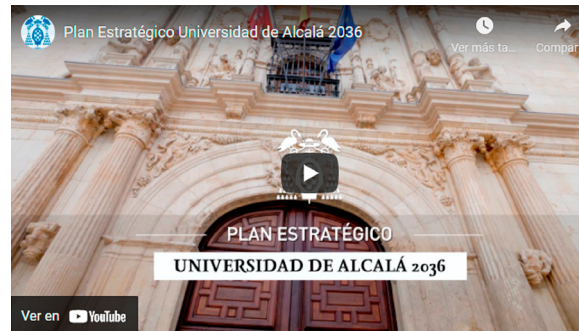 Plan Estratégico Universidad de Alcalá 2036
Ver más ta...
Compar
PLAN ESTRATÉGICO
UNIVERSIDAD DE ALCALÁ 2036
Ver en YouTube